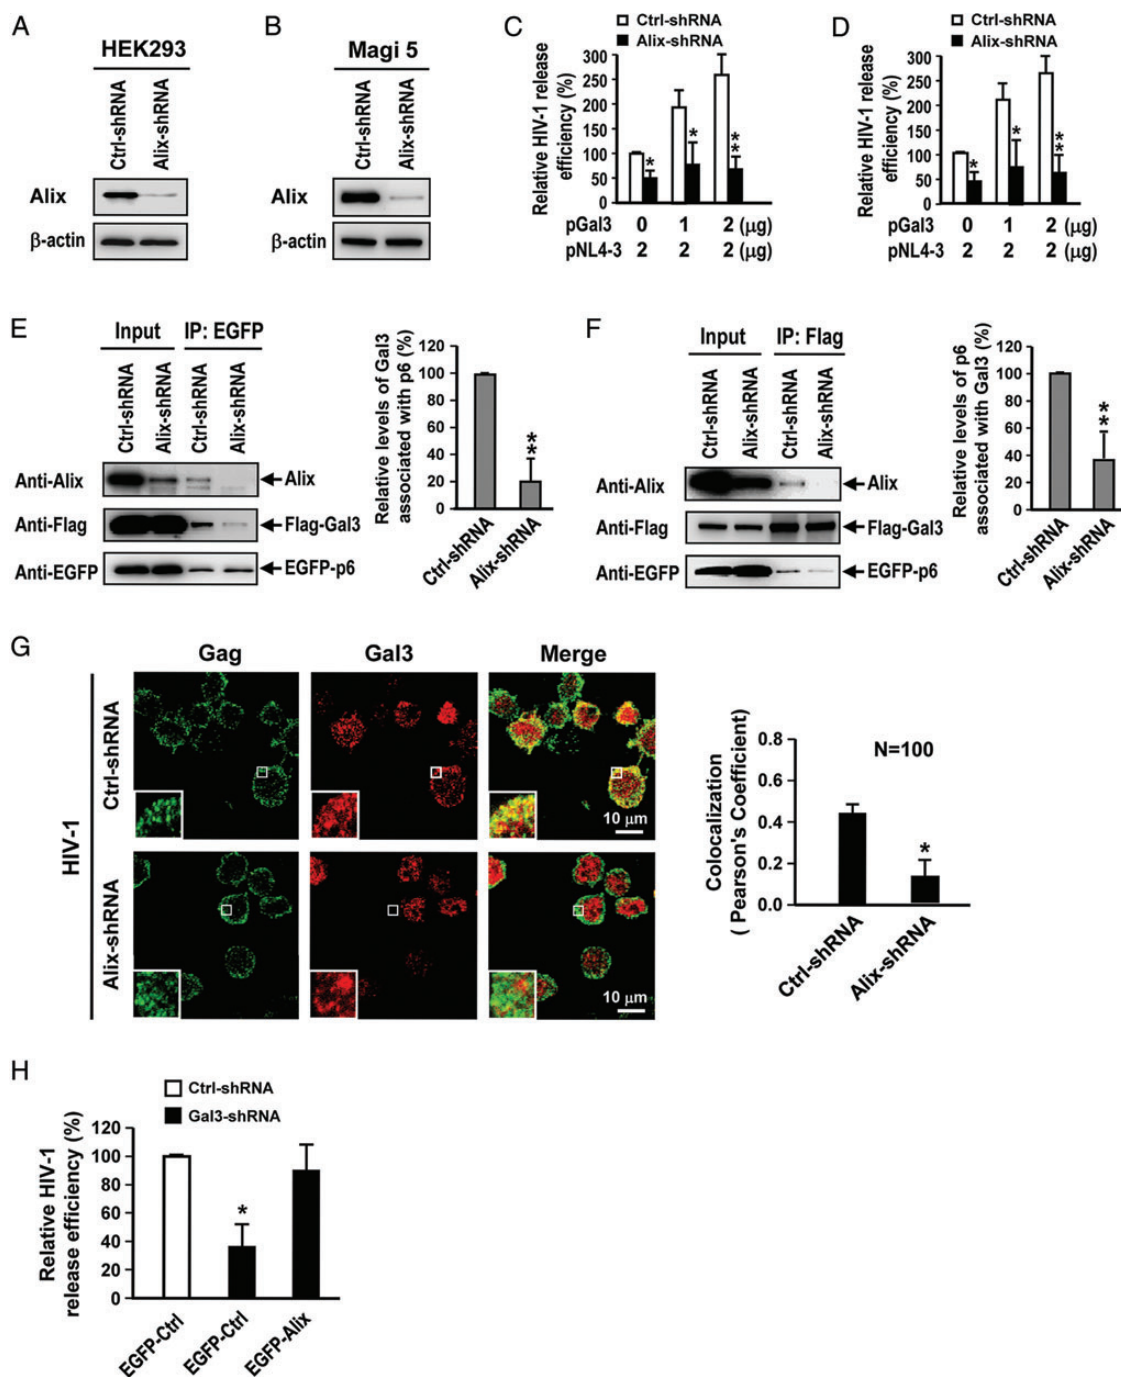 A
HEK293
Ctrl-shRNA
Alix-shRNA
Alix
β-actin
B
Magi 5
Ctrl-shRNA
Alix-shRNA
Alix
β-actin
C
Ctrl-shRNA
Alix-shRNA
Relative HIV-1 release
efficiency (%)
300
250
200
150
100
50
0
*
*
**
pGal3 0 1 2 (μg)
pNL4-3 2 2 2 (μg)
D
Ctrl-shRNA
Alix-shRNA
Relative HIV-1 release
efficiency (%)
300
250
200
150
100
50
0
*
*
**
pGal3 0 1 2 (μg)
pNL4-3 2 2 2 (μg)
E
Input IP: EGFP
Ctrl-shRNA
Alix-shRNA
Ctrl-shRNA
Alix-shRNA
Anti-Alix Alix
Anti-Flag Flag-Gal3
Anti-EGFP EGFP-p6
Relative levels of Gal3
associated with p6 (%)
120
100
80
60
40
20
0
**
Ctrl-shRNA
Alix-shRNA
F
Input IP: Flag
Ctrl-shRNA
Alix-shRNA
Ctrl-shRNA
Alix-shRNA
Anti-Alix Alix
Anti-Flag Flag-Gal3
Anti-EGFP EGFP-p6
Relative levels of p6
associated with Gal3 (%)
120
100
80
60
40
20
0
**
Ctrl-shRNA
Alix-shRNA
G
Gag Gal3 Merge
HIV-1
Ctrl-shRNA
10 μm
Alix-shRNA
10 μm
Colocalization
( Pearson's Coefficient)
0.8
0.6
0.4
0.2
0.0
N=100
*
Ctrl-shRNA
Alix-shRNA
H
Ctrl-shRNA
Gal3-shRNA
Relative HIV-1
release efficiency (%)
120
100
80
60
40
20
0
*
EGFP-Ctrl
EGFP-Ctrl
EGFP-Alix